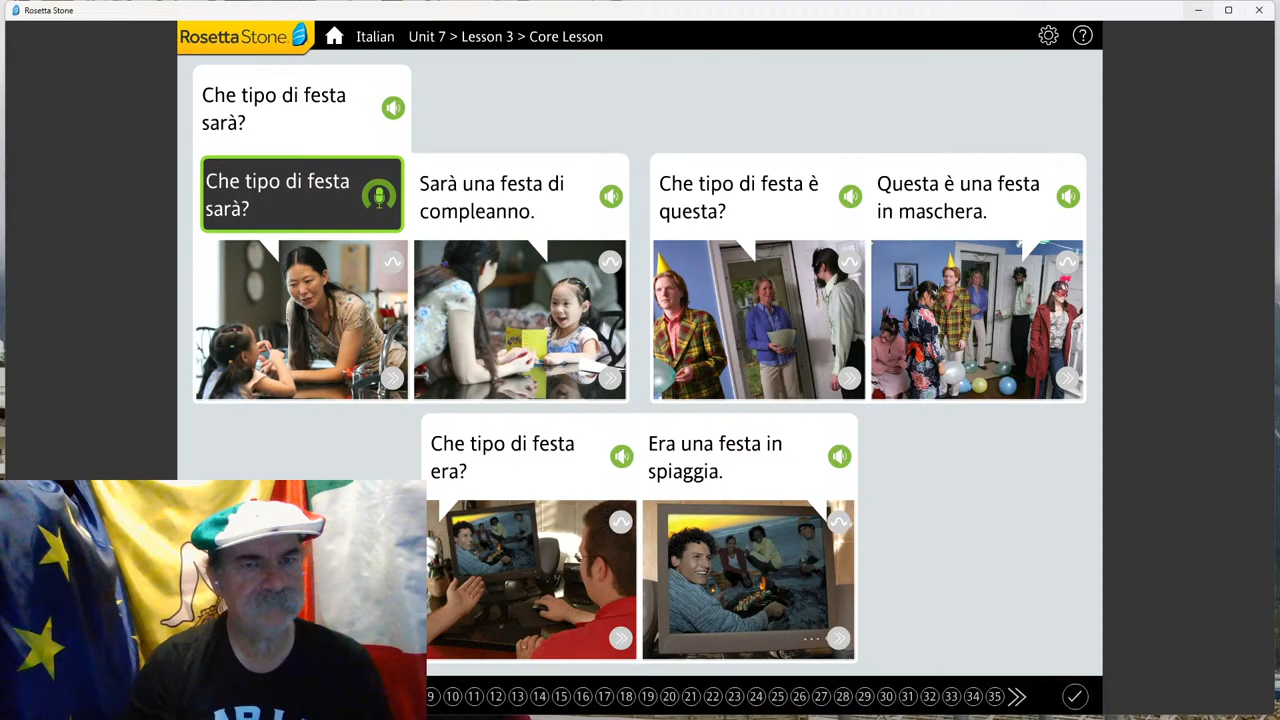 Rosetta Stone
RosettaStone
Italian
Unit 7 > Lesson 3 > Core Lesson
Che tipo di festa
sarà?
Che tipo di festa
sarà?
Sarà una festa di
compleanno.
Che tipo di festa è
questa?
Questa è una festa
in maschera.
Che tipo di festa
era?
Era una festa in
spiaggia.
9 10 11 12 13 14 15 16 17 18 19 20 21 22 23 24 25 26 27 28 29 30 31 32 33 34 35